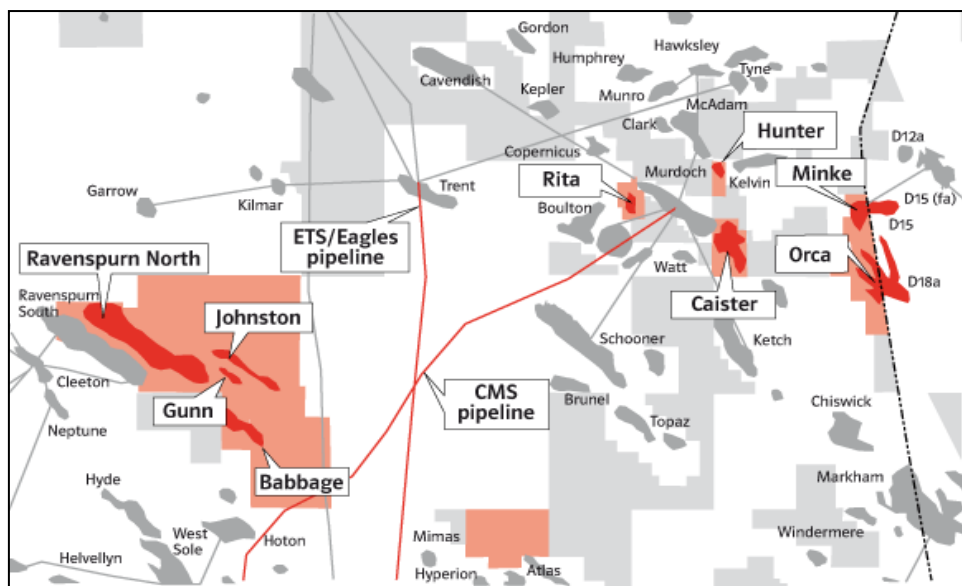 Gordon
Hawksley
Humphrey
Tyne
Cavendish
Kepler
Munro
McAdam
Clark
Hunter
D12a
Copernicus
Murdoch
Minke
Rita
Kelvin
Garrow
Kilmar
Trent
D15 (fa)
Boulton
D15
ETS/Eagles
pipeline
Ravenspurn North
Orca
Watt
D18a
Ravenspurn
South
Johnston
Caister
Schooner
Ketch
Cleeton
CMS
pipeline
Gunn
Brunel
Chiswick
Neptune
Topaz
Babbage
Hyde
Markham
West
Sole
Hoton
Mimas
Windermere
Helvellyn
Hyperion
Atlas